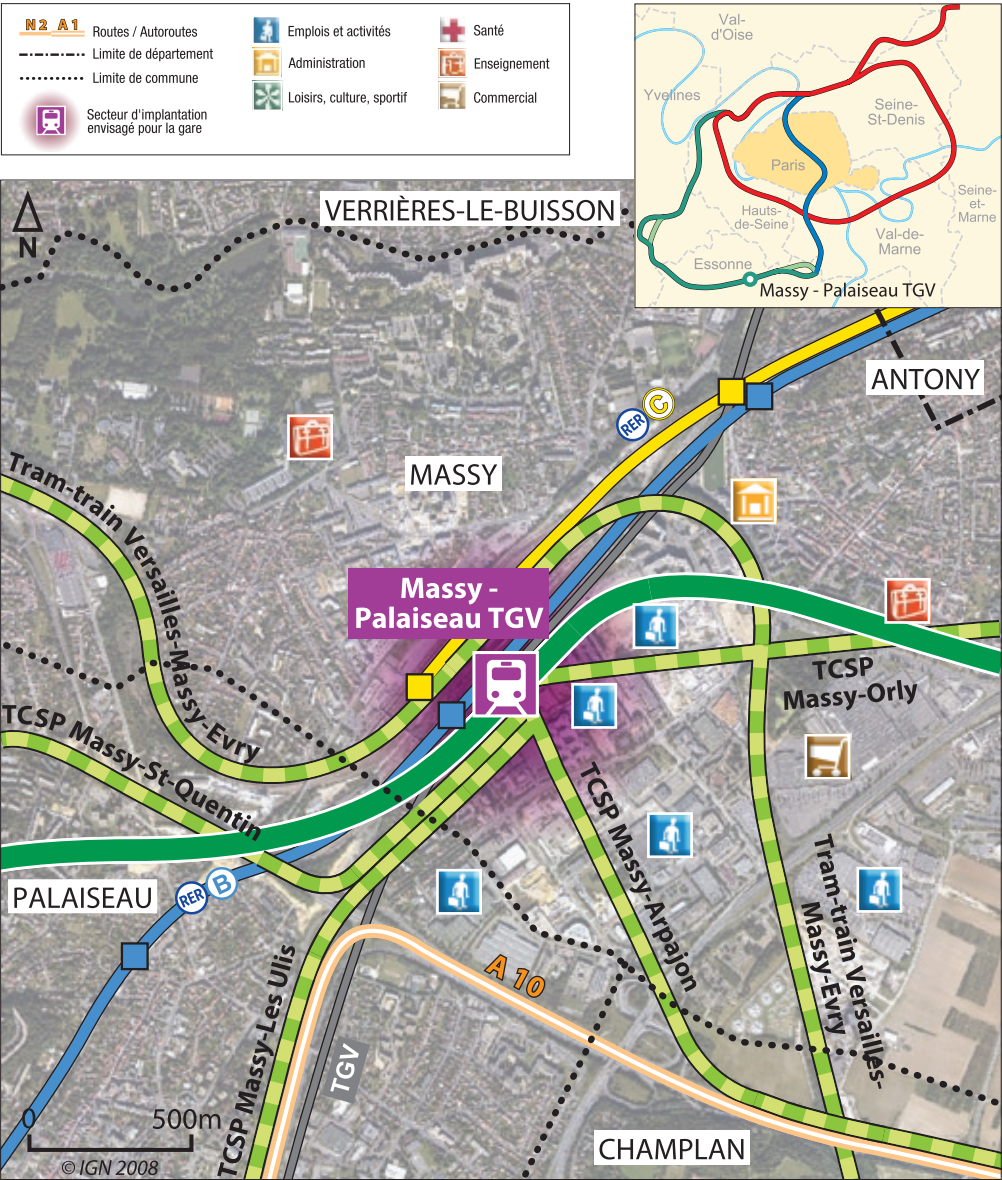 N2 A1
Routes / Autoroutes
Limite de département
Limite de commune
Secteur d'implantation
envisagé pour la gare
Emplois et activités
Administration
Loisirs, culture, sportif
Santé
Enseignement
Commercial
Val-
d'Oise
Yvelines
Seine-
St-Denis
Paris
Hauts-
de-Seine
Seine-
et-
Marne
Val-de-
Marne
Essonne
Massy - Palaiseau TGV
N
VERRIÈRES-LE-BUISSON
ANTONY
RER C
MASSY
Tram-train Versailles-Massy-Evry
Massy -
Palaiseau TGV
TCSP
Massy-Orly
TCSP Massy-St-Quentin
TCSP Massy-Arpajon
PALAISEAU
RER B
Tram-train Versailles-
Massy-Evry
A 10
TCSP Massy-Les Ulis
TGV
0 500m
© IGN 2008
CHAMPLAN